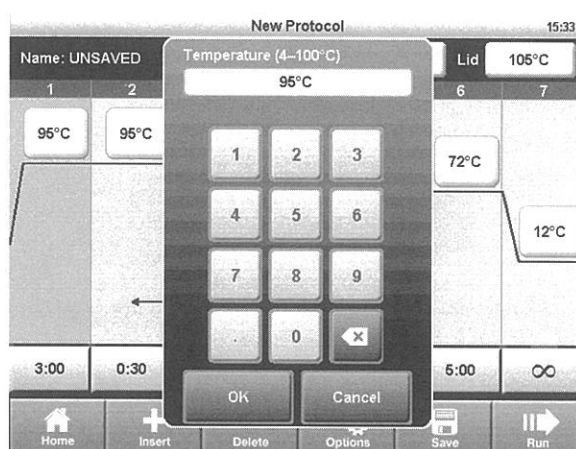 New Protocol 15:33
Name: UNSAVED Temperature (4–100°C) Lid 105°C
95°C
1 2 6 7
95°C 95°C 72°C 12°C
1 2 3
4 5 6
7 8 9
. 0
3:00 0:30 5:00 ∞
OK Cancel
Home Insert Delete Options Save Run